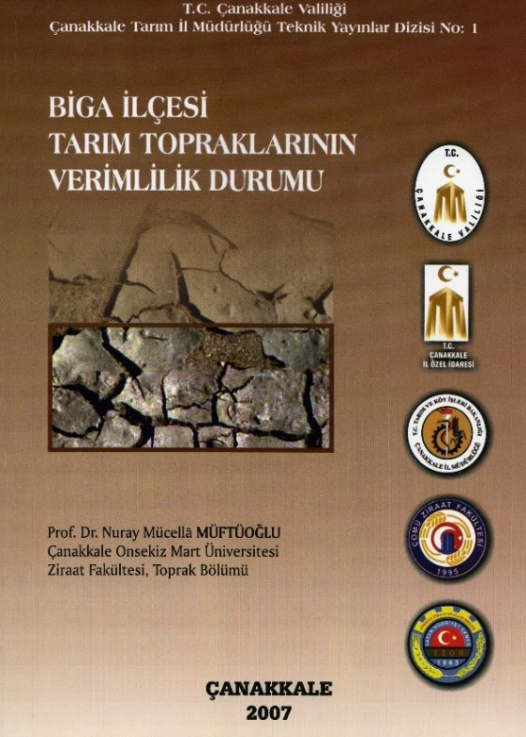 T.C. Çanakkale Valiliği
Çanakkale Tarım İl Müdürlüğü Teknik Yayınlar Dizisi No: 1
BİGA İLÇESİ
TARIM TOPRAKLARININ
VERİMLİLİK DURUMU
T.C.
ÇANAKKALE VALİLİĞİ
T.C.
ÇANAKKALE
İL ÖZEL İDARESİ
T.C. TARIM VE KÖY İŞLERİ BAKANLIĞI
ÇANAKKALE İL MÜDÜRLÜĞÜ
ÇOMÜ ZİRAAT FAKÜLTESİ
1995
Prof. Dr. Nuray Mücellâ MÜFTÜOĞLU
Çanakkale Onsekiz Mart Üniversitesi
Ziraat Fakültesi, Toprak Bölümü
TZOB
1963
ÇANAKKALE
2007